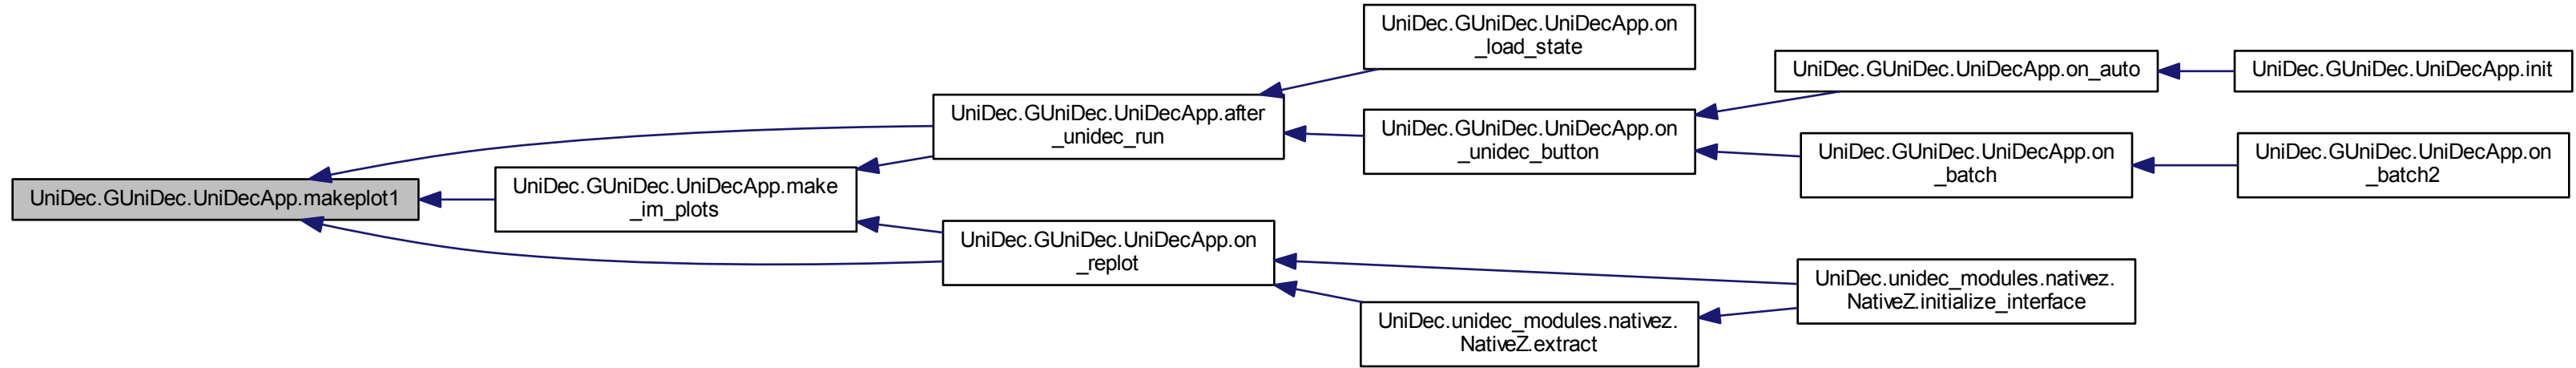 UniDec.GUniDec.UniDecApp.makeplot1
UniDec.GUniDec.UniDecApp.make
_im_plots
UniDec.GUniDec.UniDecApp.after
_unidec_run
UniDec.GUniDec.UniDecApp.on
_replot
UniDec.GUniDec.UniDecApp.on
_load_state
UniDec.GUniDec.UniDecApp.on
_unidec_button
UniDec.unidec_modules.nativez.
NativeZ.extract
UniDec.GUniDec.UniDecApp.on_auto
UniDec.GUniDec.UniDecApp.on
_batch
UniDec.unidec_modules.nativez.
NativeZ.initialize_interface
UniDec.GUniDec.UniDecApp.init
UniDec.GUniDec.UniDecApp.on
_batch2